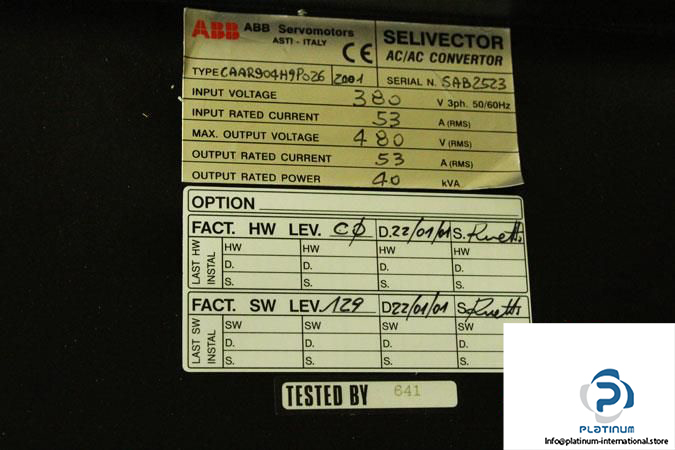 ABB ABB Servomotors
ASTI - ITALY
CE
SELIVECTOR
AC/AC CONVERTOR
TYPE CAAR904H9P026 2001 SERIAL N. SAB2523
INPUT VOLTAGE 380 V 3ph. 50/60Hz
INPUT RATED CURRENT 53 A (RMS)
MAX. OUTPUT VOLTAGE 480 V (RMS)
OUTPUT RATED CURRENT 53 A (RMS)
OUTPUT RATED POWER 40 kVA
OPTION
FACT. HW LEV. CØ D.22/01/01 S.
LAST HW INSTAL
HW HW HW HW
D. D. D. D.
S. S. S. S.
FACT. SW LEV. 129 D22/01/01 S.
LAST SW INSTAL
SW SW SW SW
D. D. D.
S. S. S.
TESTED BY 641
PLATINUM
Info@platinum-international.store